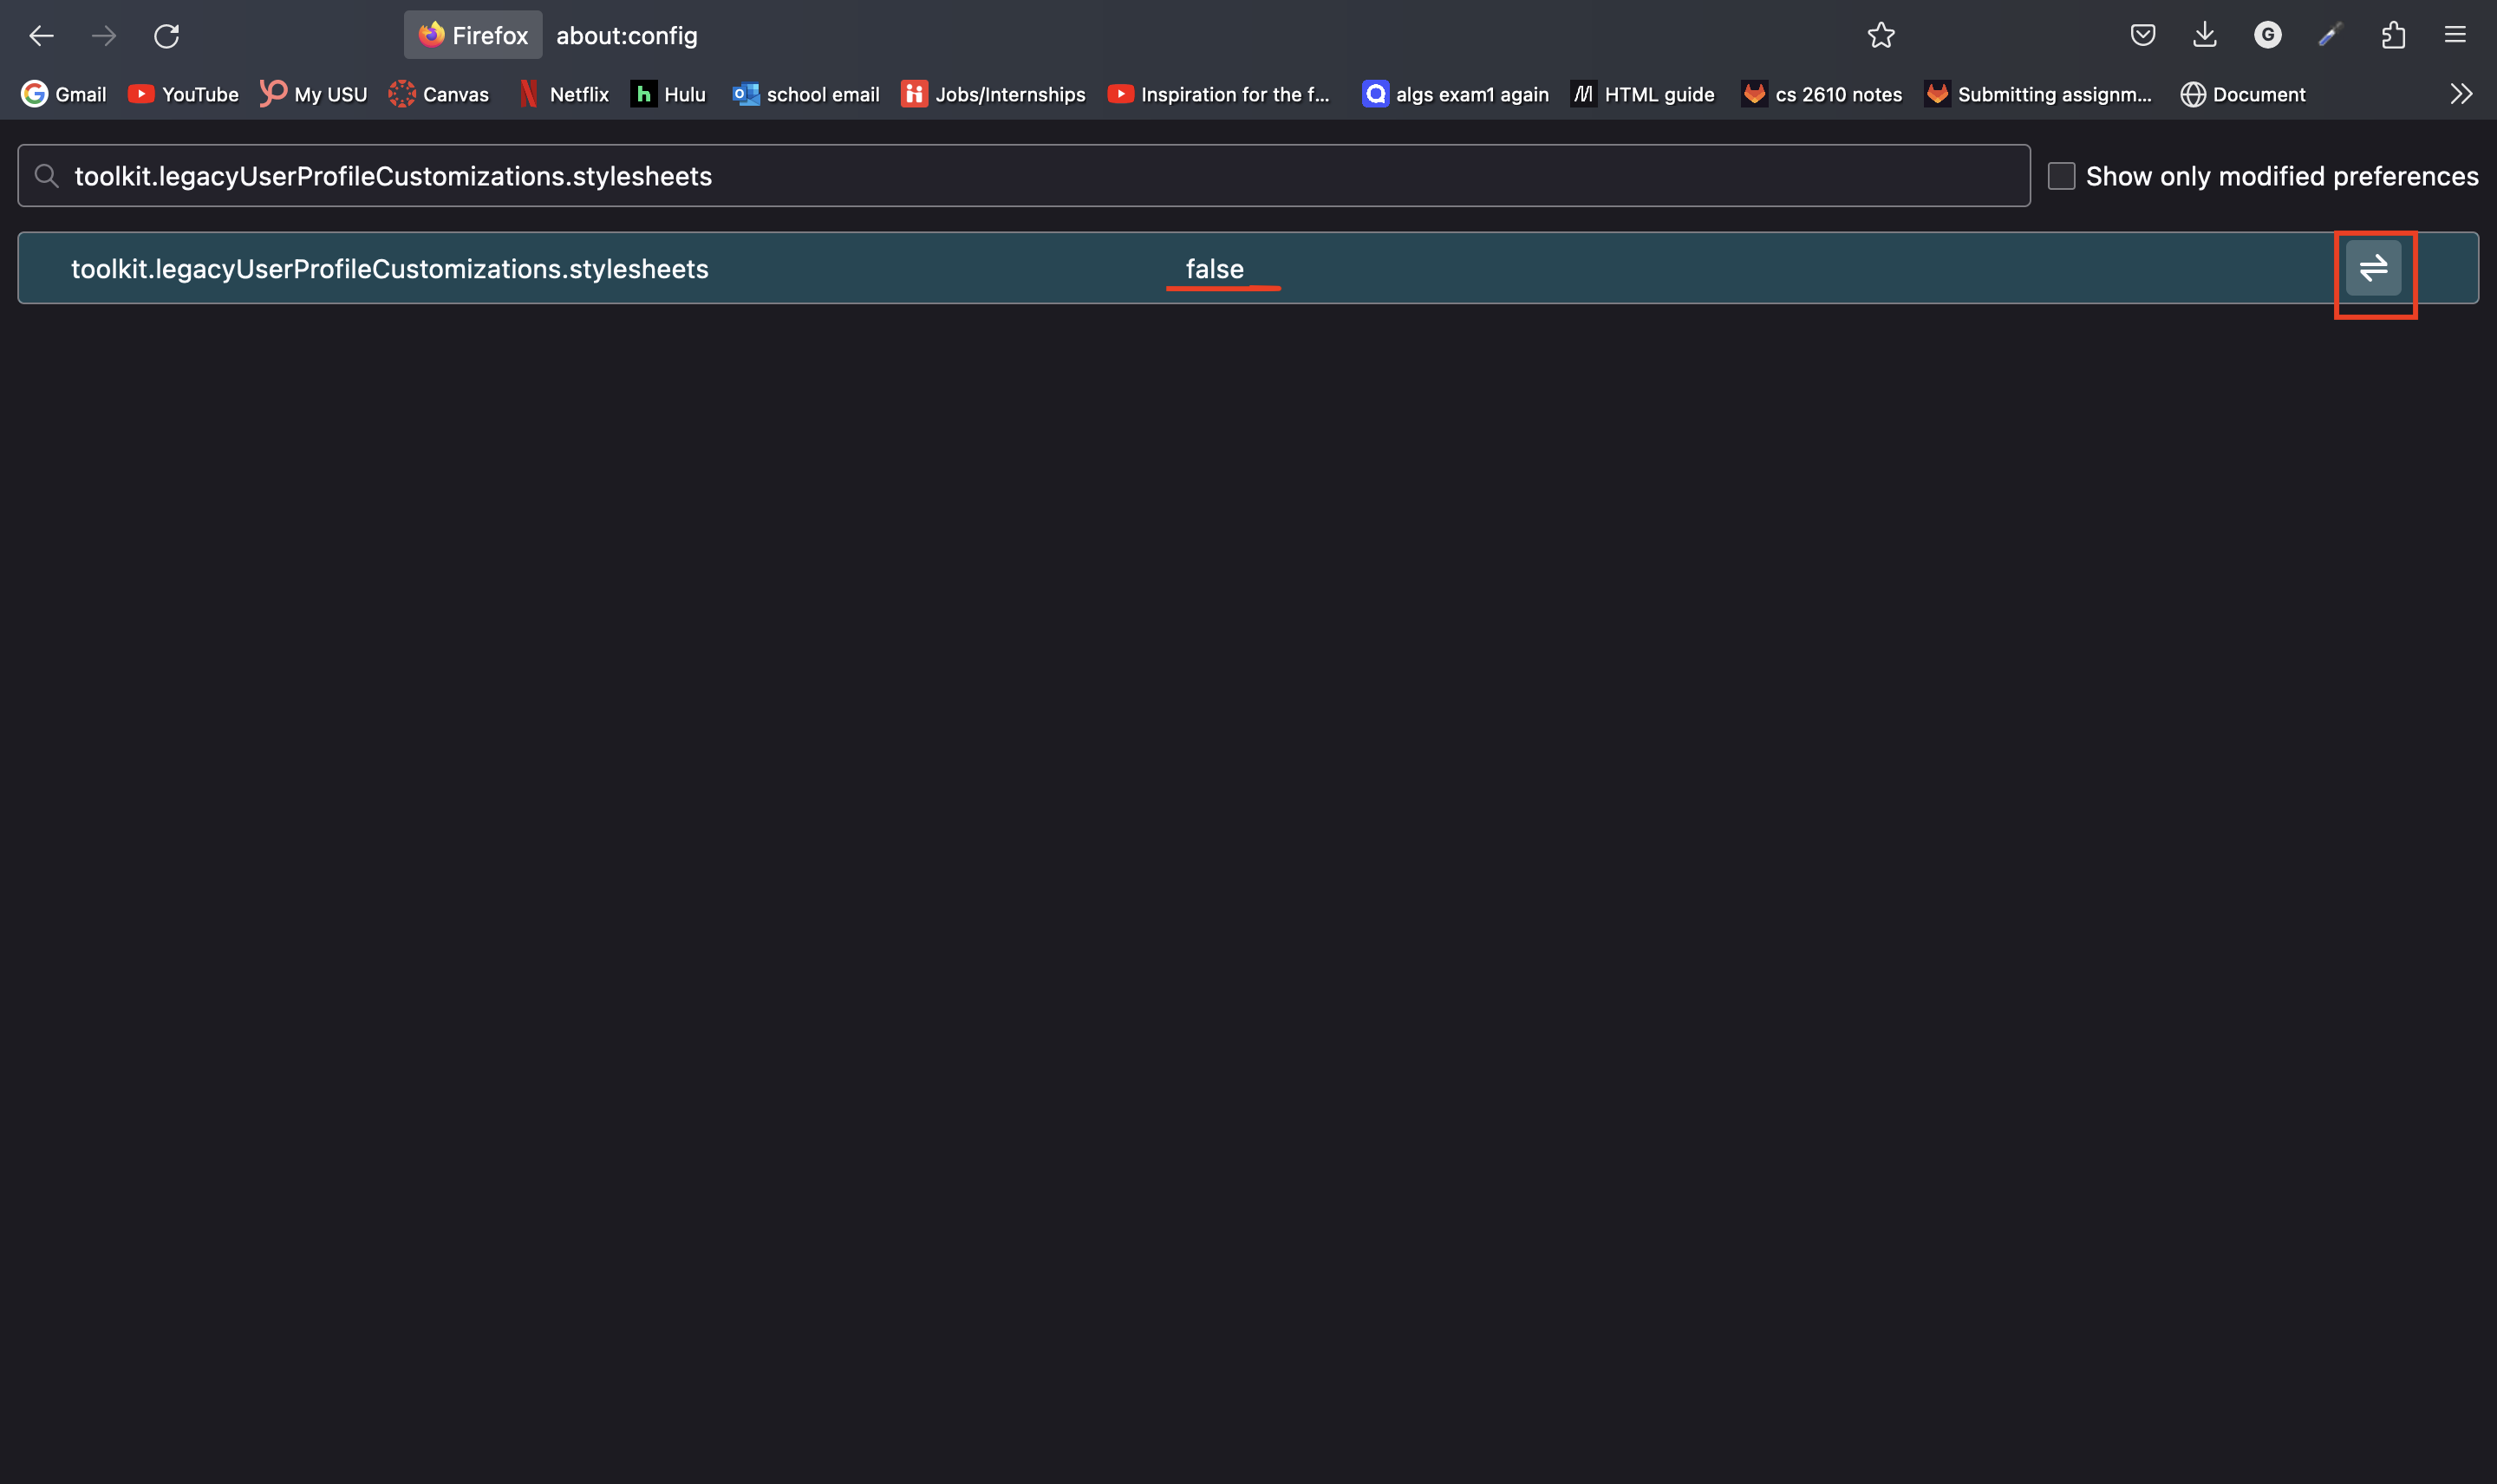 Firefox about:config
Gmail YouTube My USU Canvas Netflix Hulu school email Jobs/Internships Inspiration for the f... algs exam1 again HTML guide cs 2610 notes Submitting assignm... Document
toolkit.legacyUserProfileCustomizations.stylesheets Show only modified preferences
toolkit.legacyUserProfileCustomizations.stylesheets false